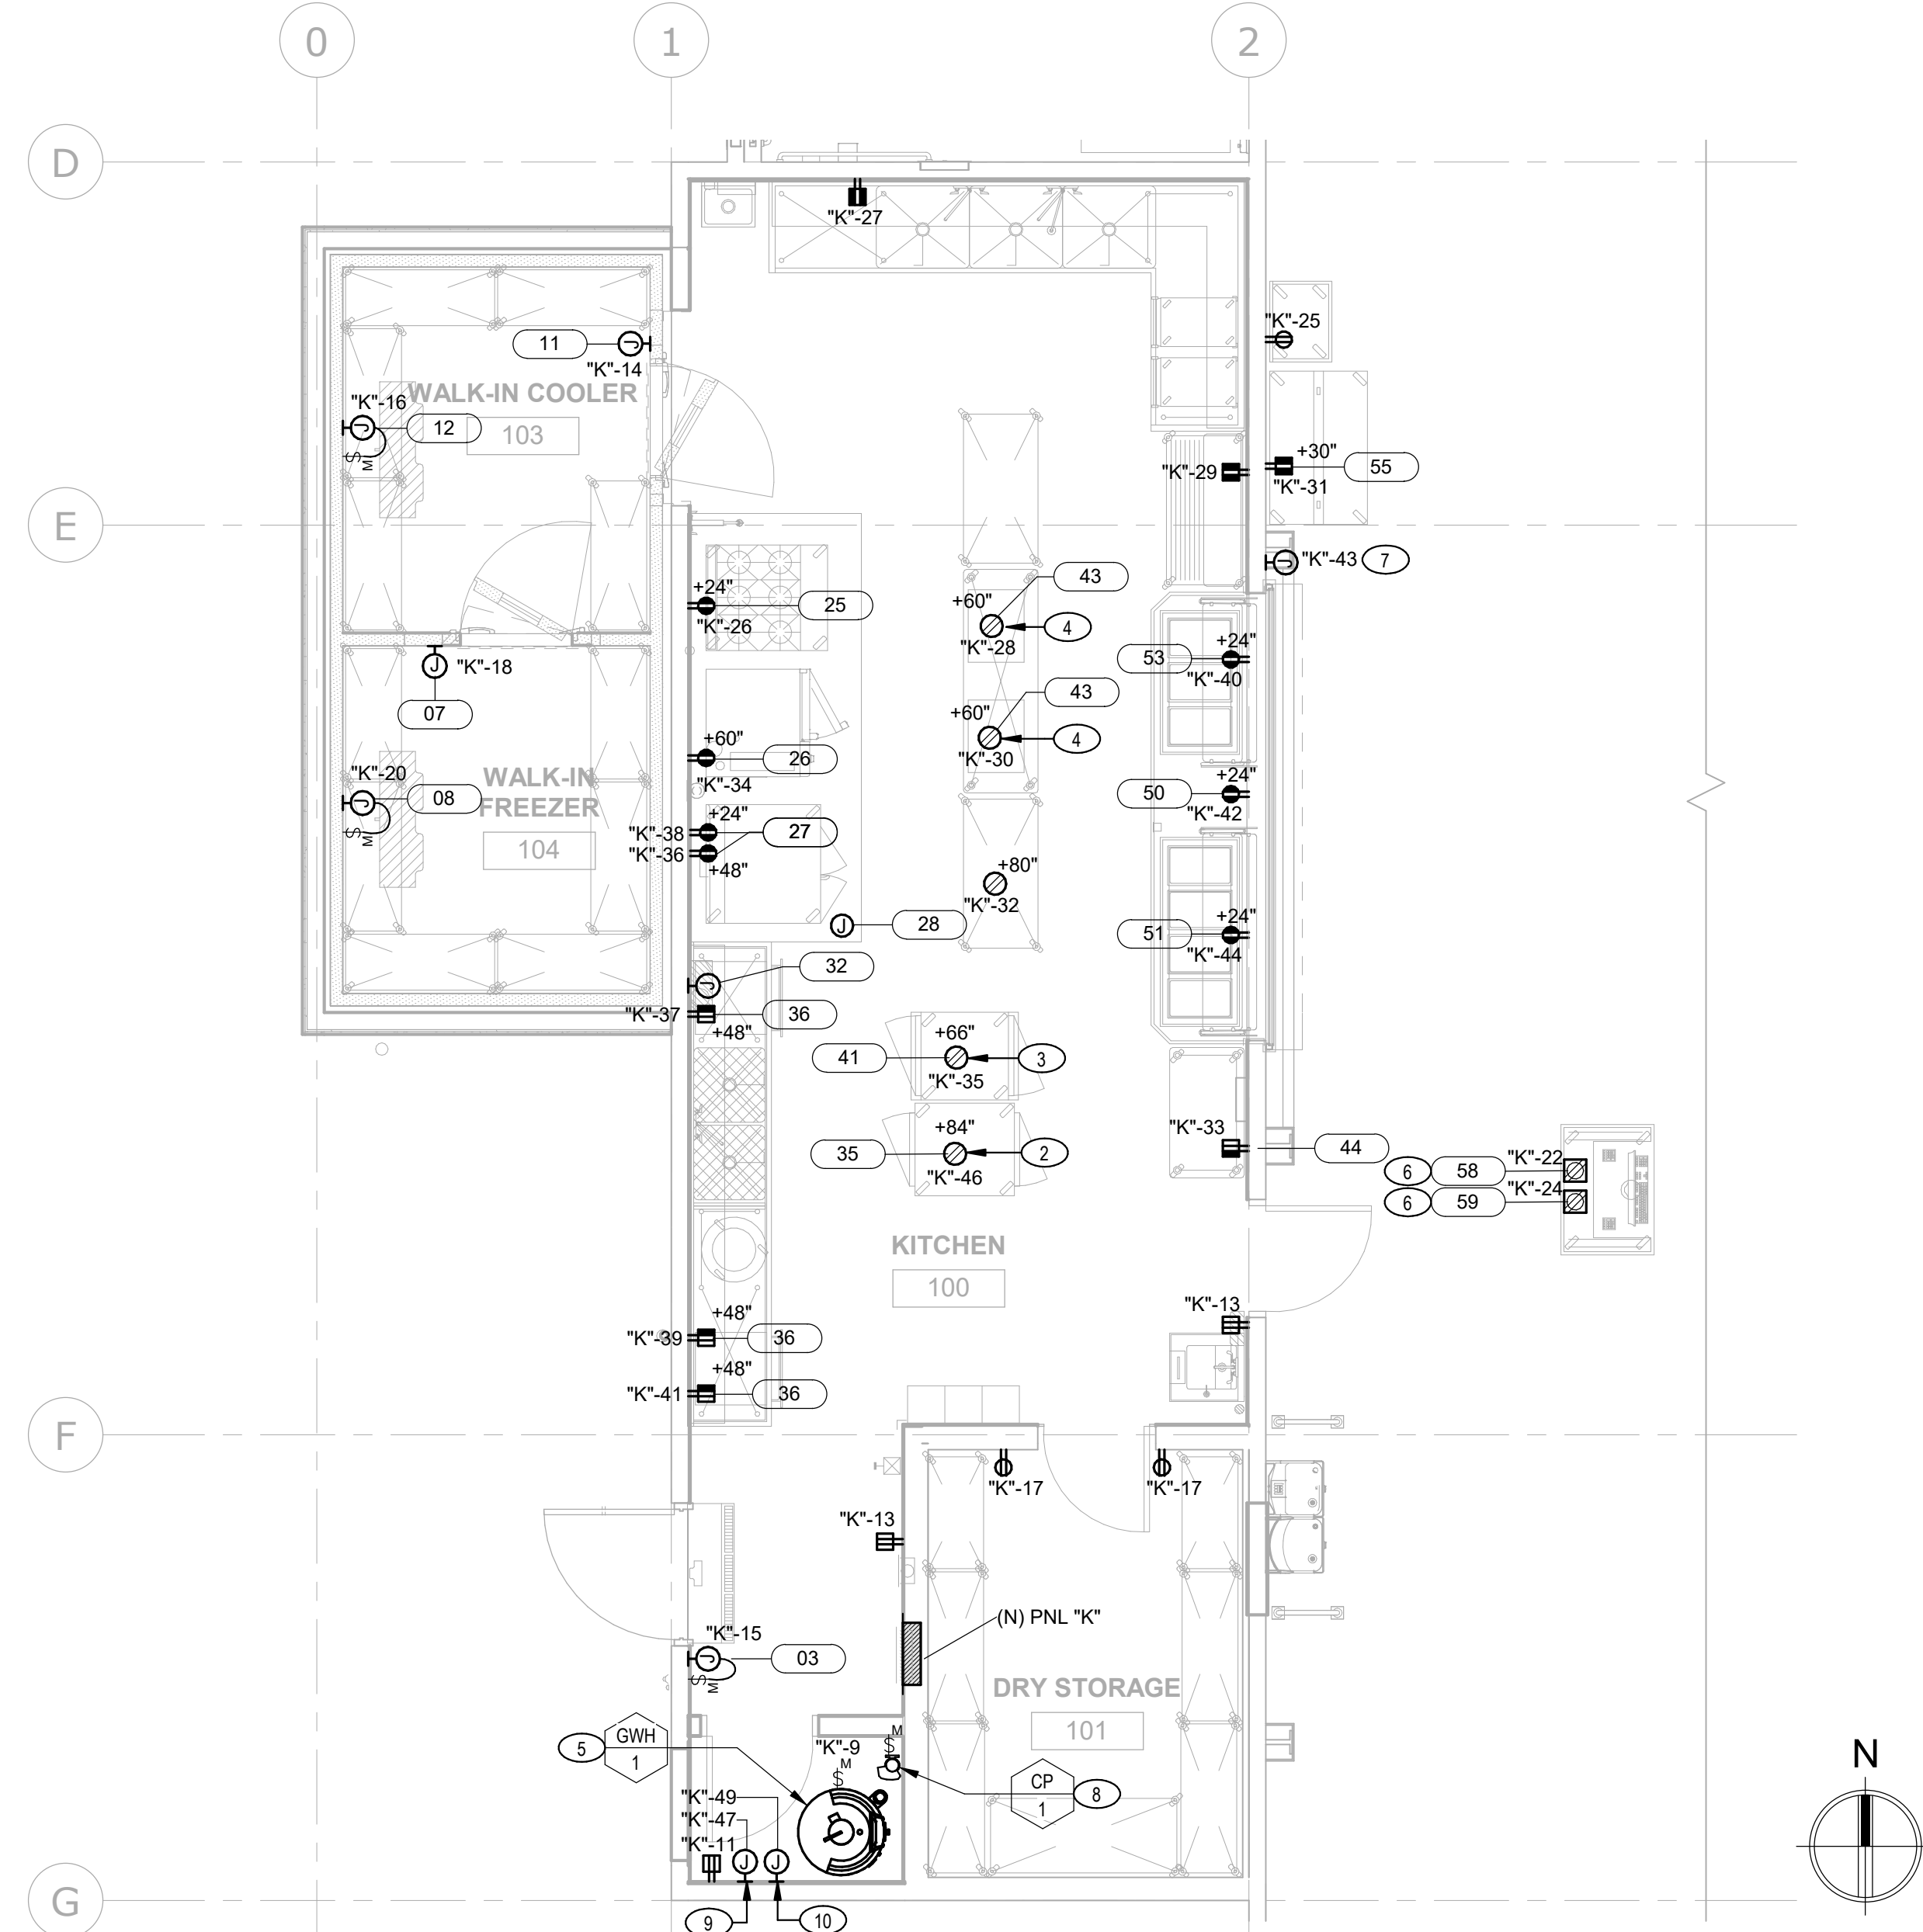 0
1
2
D
"K"-27
"K"-25
11
"K"-14
WALK-IN COOLER
103
"K"-16
12
S
M
"K"-29
+30"
55
"K"-31
E
"K"-43
7
+24"
25
"K"-26
43
+60"
4
"K"-28
53
+24"
"K"-40
"K"-18
07
43
+60"
4
"K"-30
+60"
26
"K"-34
"K"-20
08
S
M
WALK-IN
FREEZER
104
+24"
50
"K"-42
+24"
"K"-38
27
"K"-36
+48"
+80"
"K"-32
J
28
+24"
51
"K"-44
32
"K"-37
36
+48"
+66"
41
3
"K"-35
+84"
35
2
"K"-46
"K"-33
44
"K"-22
6
58
"K"-24
6
59
KITCHEN
100
"K"-13
+48"
"K"-39
36
+48"
"K"-41
36
F
"K"-17
"K"-17
"K"-13
(N) PNL "K"
"K"-15
03
S
M
DRY STORAGE
101
5
GWH
1
"K"-9
M
S
M
S
CP
1
8
"K"-49
"K"-47
"K"-11
J
J
9
10
G
N